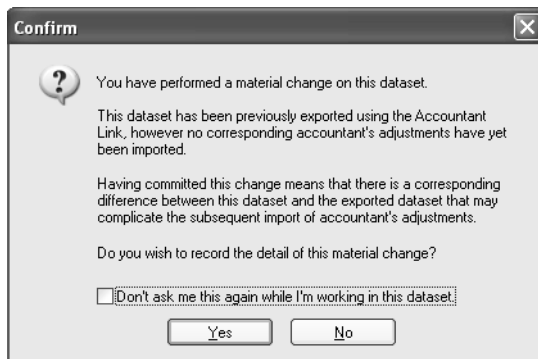 Confirm
You have performed a material change on this dataset.
This dataset has been previously exported using the Accountant
Link, however no corresponding accountant's adjustments have yet
been imported.
Having committed this change means that there is a corresponding
difference between this dataset and the exported dataset that may
complicate the subsequent import of accountant's adjustments.
Do you wish to record the detail of this material change?
Don't ask me this again while I'm working in this dataset.
Yes No